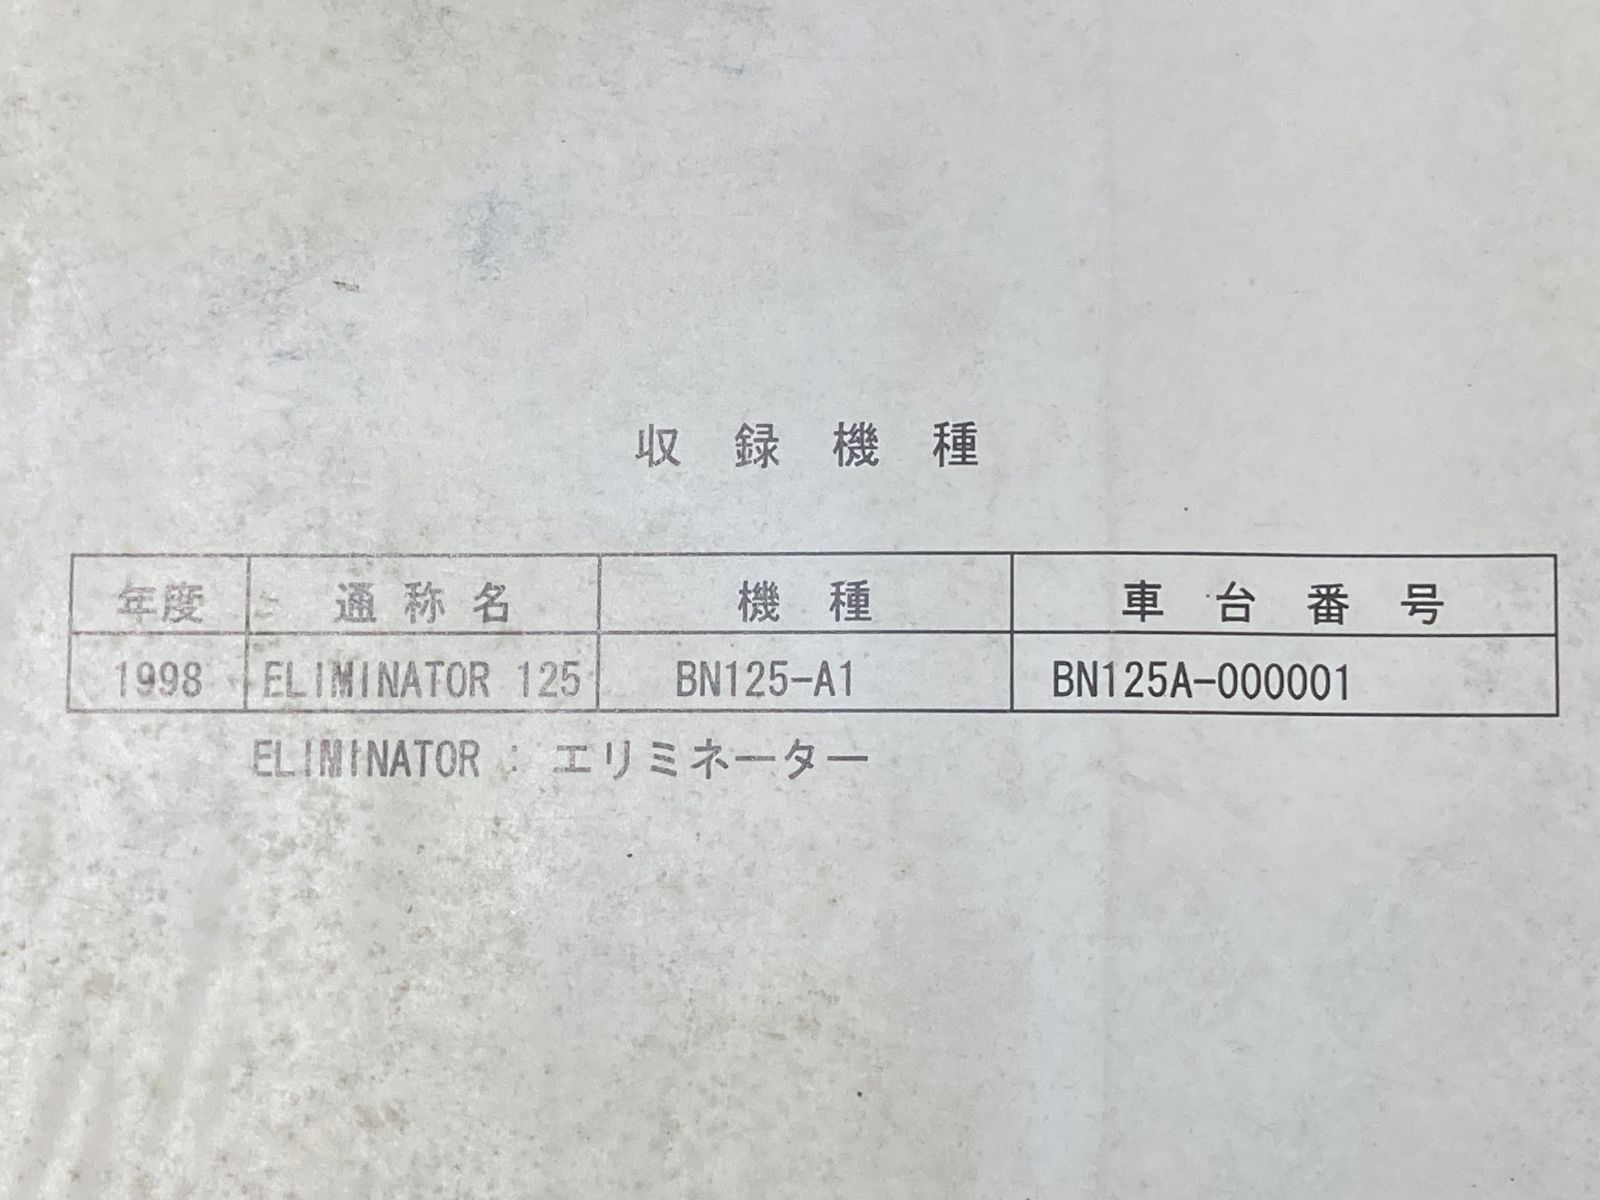 収録機種
年度 通称名 機種 車台番号
1998 ELIMINATOR 125 BN125-A1 BN125A-000001
ELIMINATOR : エリミネーター